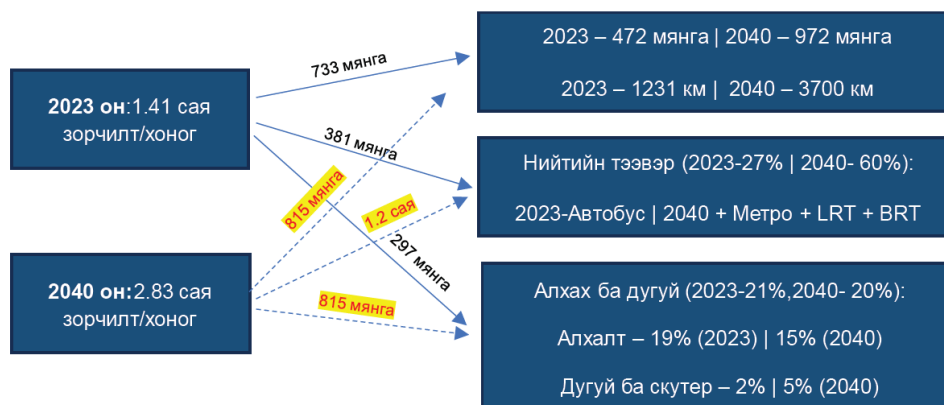 2023 он:1.41 сая
зорчилт/хоног
2040 он:2.83 сая
зорчилт/хоног
733 мянга
381 мянга
297 мянга
815 мянга
1.2 сая
815 мянга
2023 – 472 мянга | 2040 – 972 мянга
2023 – 1231 км | 2040 – 3700 км
Нийтийн тээвэр (2023-27% | 2040- 60%):
2023-Автобус | 2040 + Метро + LRT + BRT
Алхах ба дугуй (2023-21%,2040- 20%):
Алхалт – 19% (2023) | 15% (2040)
Дугуй ба скутер – 2% | 5% (2040)